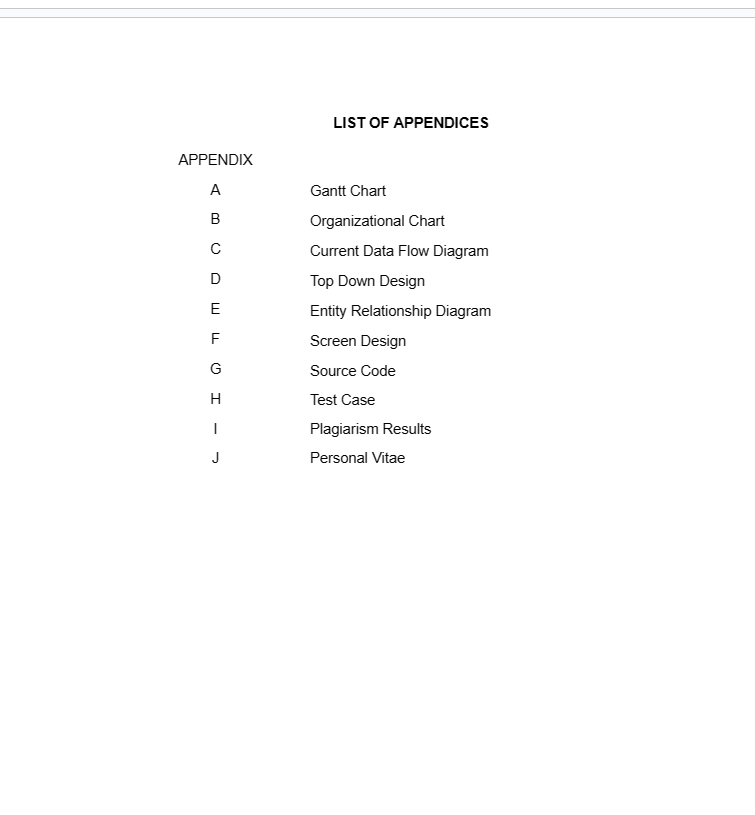 LIST OF APPENDICES
APPENDIX
A Gantt Chart
B Organizational Chart
C Current Data Flow Diagram
D Top Down Design
E Entity Relationship Diagram
F Screen Design
G Source Code
H Test Case
I Plagiarism Results
J Personal Vitae